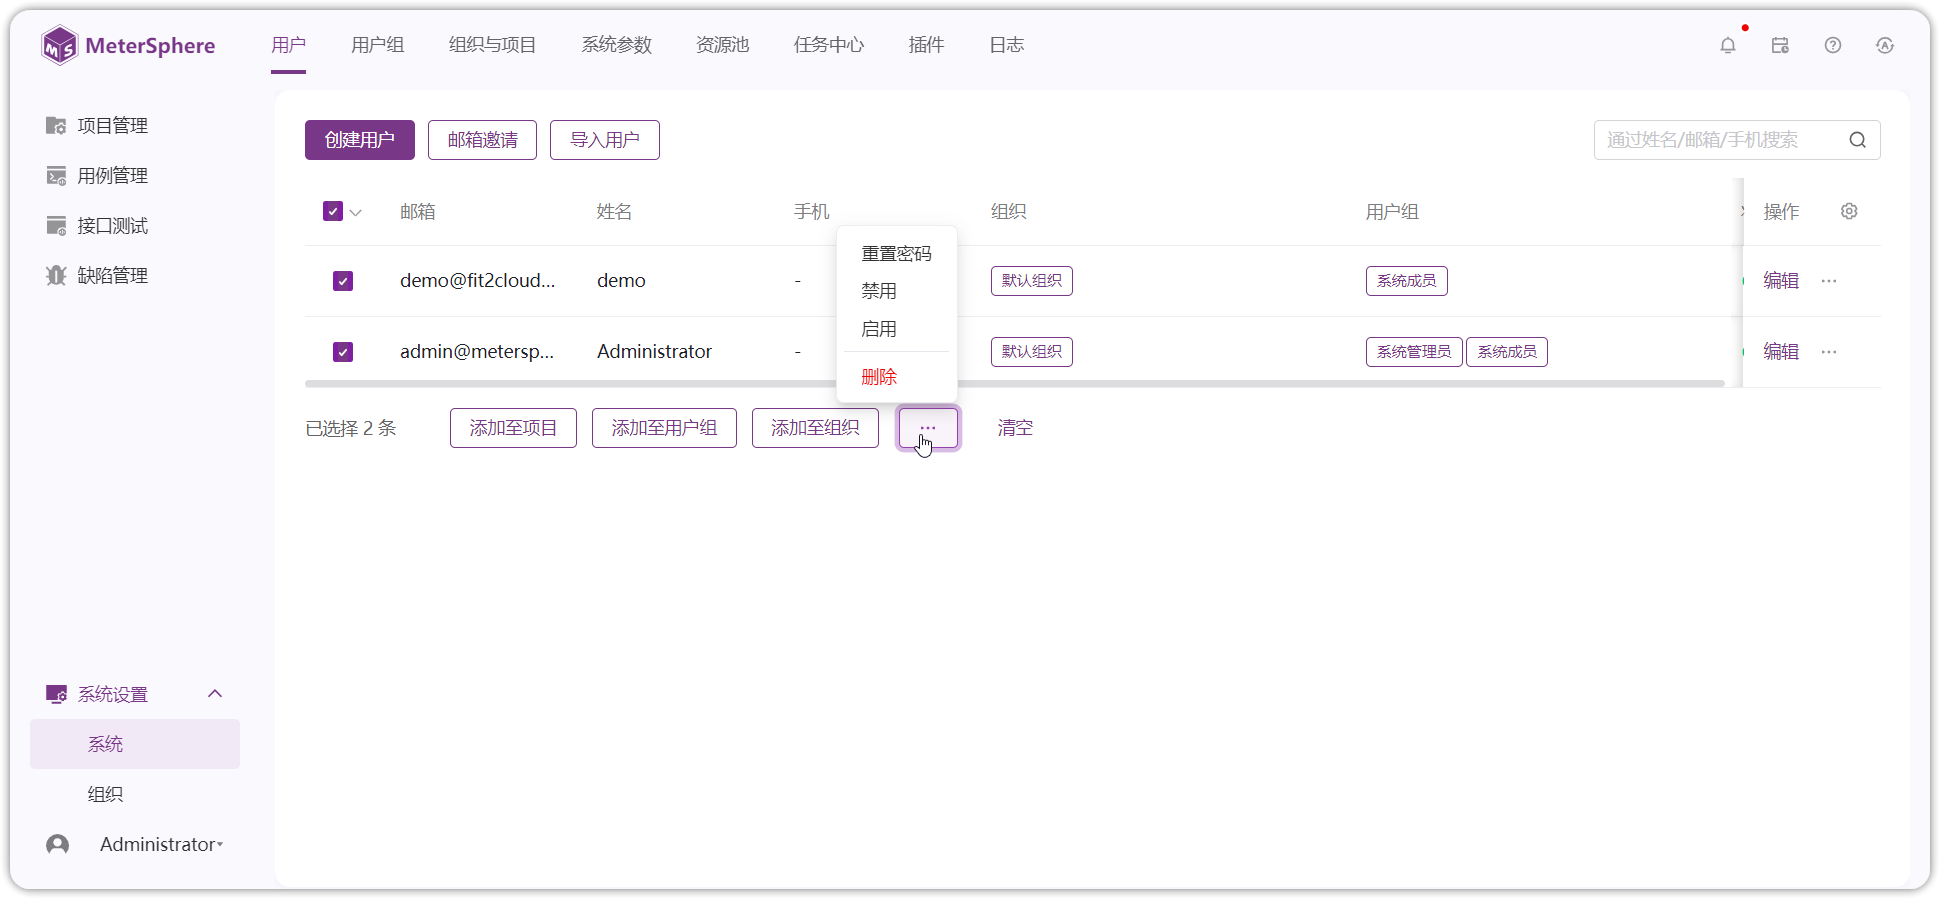 MeterSphere
用户 用户组 组织与项目 系统参数 资源池 任务中心 插件 日志
项目管理
用例管理
接口测试
缺陷管理
创建用户 邮箱邀请 导入用户 通过姓名/邮箱/手机搜索
邮箱 姓名 手机 组织 用户组 操作
demo@fit2cloud... demo - 默认组织 系统成员 编辑 ...
admin@metersp... Administrator - 默认组织 系统管理员 系统成员 编辑 ...
重置密码
禁用
启用
删除
已选择 2 条 添加至项目 添加至用户组 添加至组织 ... 清空
系统设置
系统
组织
Administrator